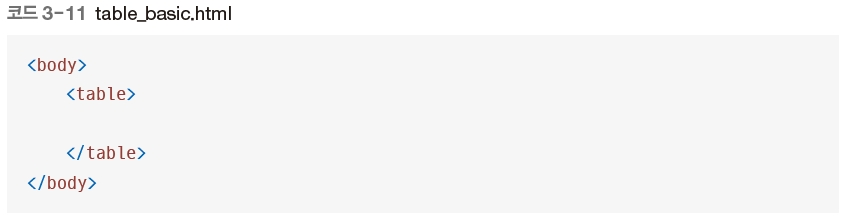 코드 3-11 table_basic.html
<body>
    <table>

    </table>
</body>